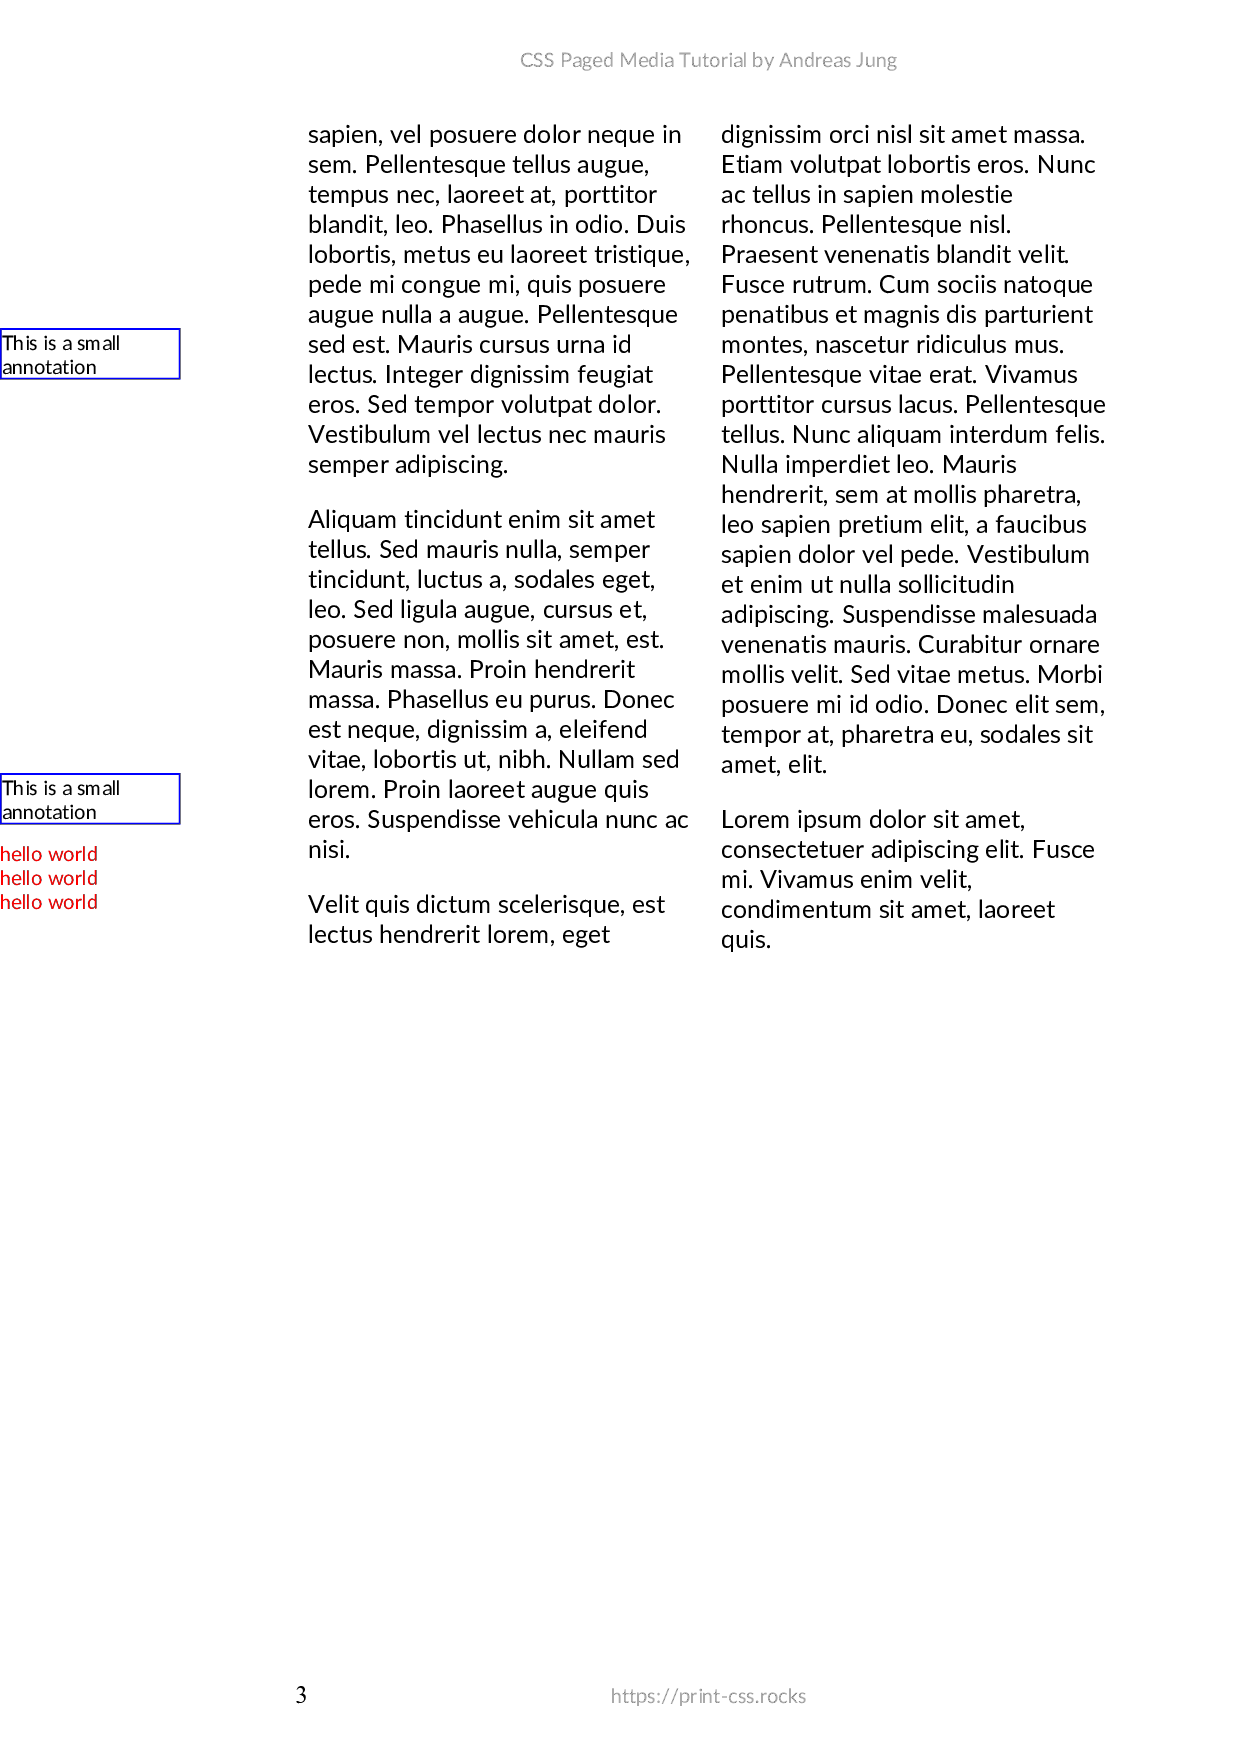 CSS Paged Media Tutorial by Andreas Jung
This is a small
annotation
This is a small
annotation
hello world
hello world
hello world
sapien, vel posuere dolor neque in
sem. Pellentesque tellus augue,
tempus nec, laoreet at, porttitor
blandit, leo. Phasellus in odio. Duis
lobortis, metus eu laoreet tristique,
pede mi congue mi, quis posuere
augue nulla a augue. Pellentesque
sed est. Mauris cursus urna id
lectus. Integer dignissim feugiat
eros. Sed tempor volutpat dolor.
Vestibulum vel lectus nec mauris
semper adipiscing.
Aliquam tincidunt enim sit amet
tellus. Sed mauris nulla, semper
tincidunt, luctus a, sodales eget,
leo. Sed ligula augue, cursus et,
posuere non, mollis sit amet, est.
Mauris massa. Proin hendrerit
massa. Phasellus eu purus. Donec
est neque, dignissim a, eleifend
vitae, lobortis ut, nibh. Nullam sed
lorem. Proin laoreet augue quis
eros. Suspendisse vehicula nunc ac
nisi.
Velit quis dictum scelerisque, est
lectus hendrerit lorem, eget
dignissim orci nisl sit amet massa.
Etiam volutpat lobortis eros. Nunc
ac tellus in sapien molestie
rhoncus. Pellentesque nisl.
Praesent venenatis blandit velit.
Fusce rutrum. Cum sociis natoque
penatibus et magnis dis parturient
montes, nascetur ridiculus mus.
Pellentesque vitae erat. Vivamus
porttitor cursus lacus. Pellentesque
tellus. Nunc aliquam interdum felis.
Nulla imperdiet leo. Mauris
hendrerit, sem at mollis pharetra,
leo sapien pretium elit, a faucibus
sapien dolor vel pede. Vestibulum
et enim ut nulla sollicitudin
adipiscing. Suspendisse malesuada
venenatis mauris. Curabitur ornare
mollis velit. Sed vitae metus. Morbi
posuere mi id odio. Donec elit sem,
tempor at, pharetra eu, sodales sit
amet, elit.
Lorem ipsum dolor sit amet,
consectetuer adipiscing elit. Fusce
mi. Vivamus enim velit,
condimentum sit amet, laoreet
quis.
3
https://print-css.rocks